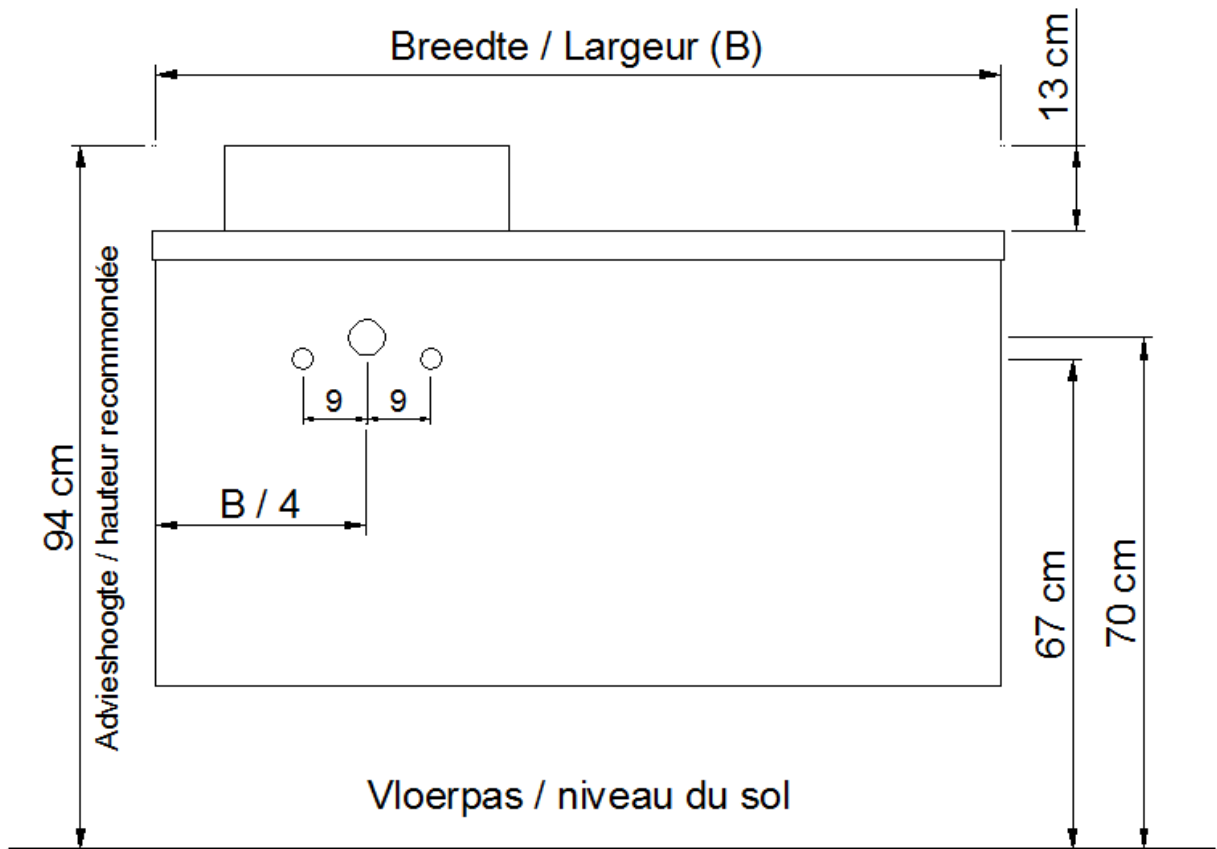 Breedte / Largeur (B)
13 cm
94 cm
Advieshoogte / hauteur recommondée
9
9
B / 4
67 cm
70 cm
Vloerpas / niveau du sol